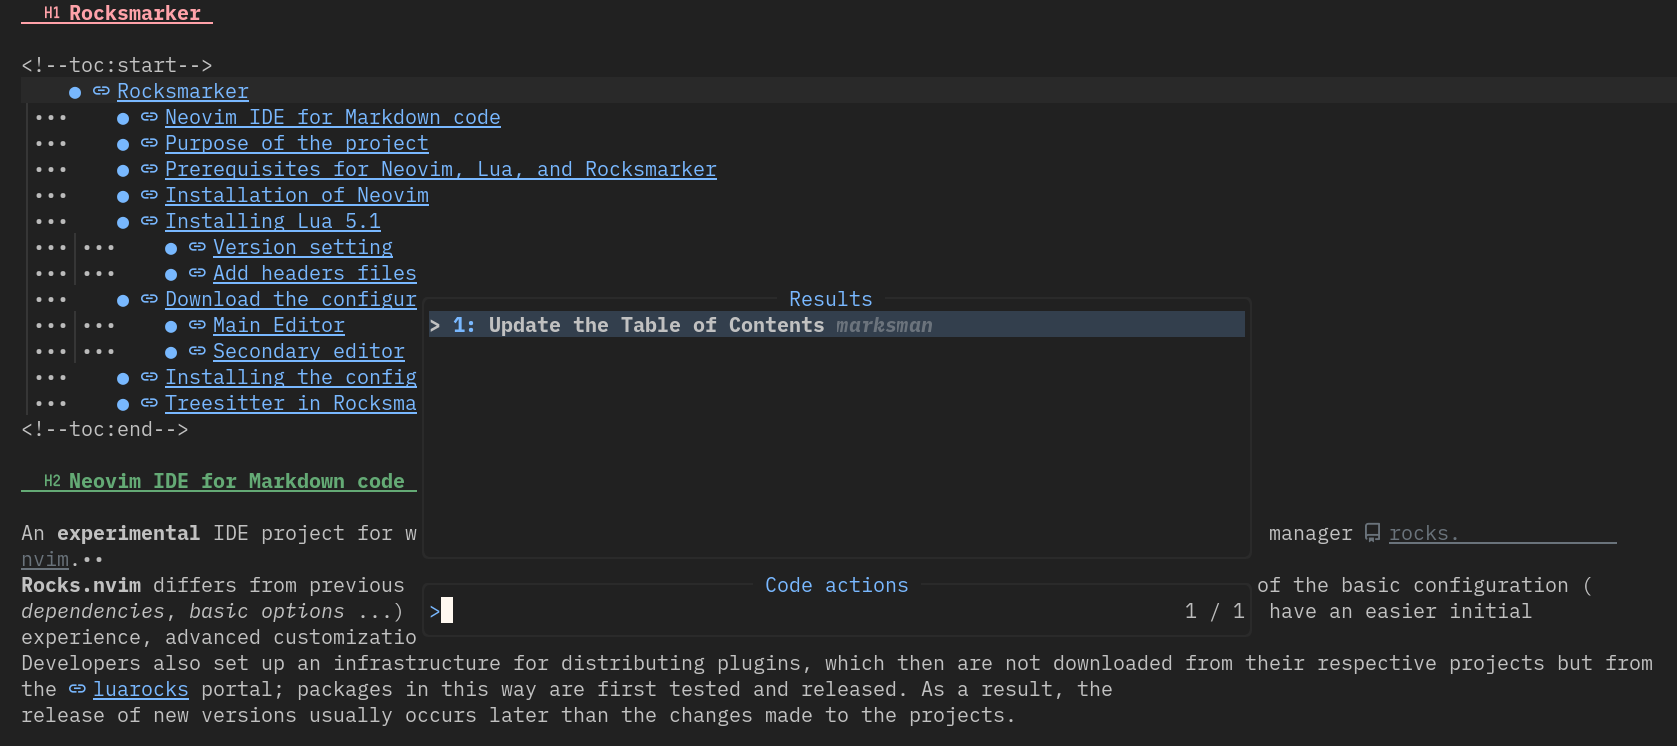 H1 Rocksmarker
<!--toc:start-->
Rocksmarker
Neovim IDE for Markdown code
Purpose of the project
Prerequisites for Neovim, Lua, and Rocksmarker
Installation of Neovim
Installing Lua 5.1
Version setting
Add headers files
Download the configur
Main Editor
Secondary editor
Installing the config
Treesitter in Rocksma
<!--toc:end-->
Results
> 1: Update the Table of Contents marksman
H2 Neovim IDE for Markdown code
An experimental IDE project for w manager rocks.
nvim.••
Rocks.nvim differs from previous of the basic configuration (
dependencies, basic options ...) have an easier initial
experience, advanced customizatio
Code actions
> 1 / 1
Developers also set up an infrastructure for distributing plugins, which then are not downloaded from their respective projects but from
the luarocks portal; packages in this way are first tested and released. As a result, the
release of new versions usually occurs later than the changes made to the projects.